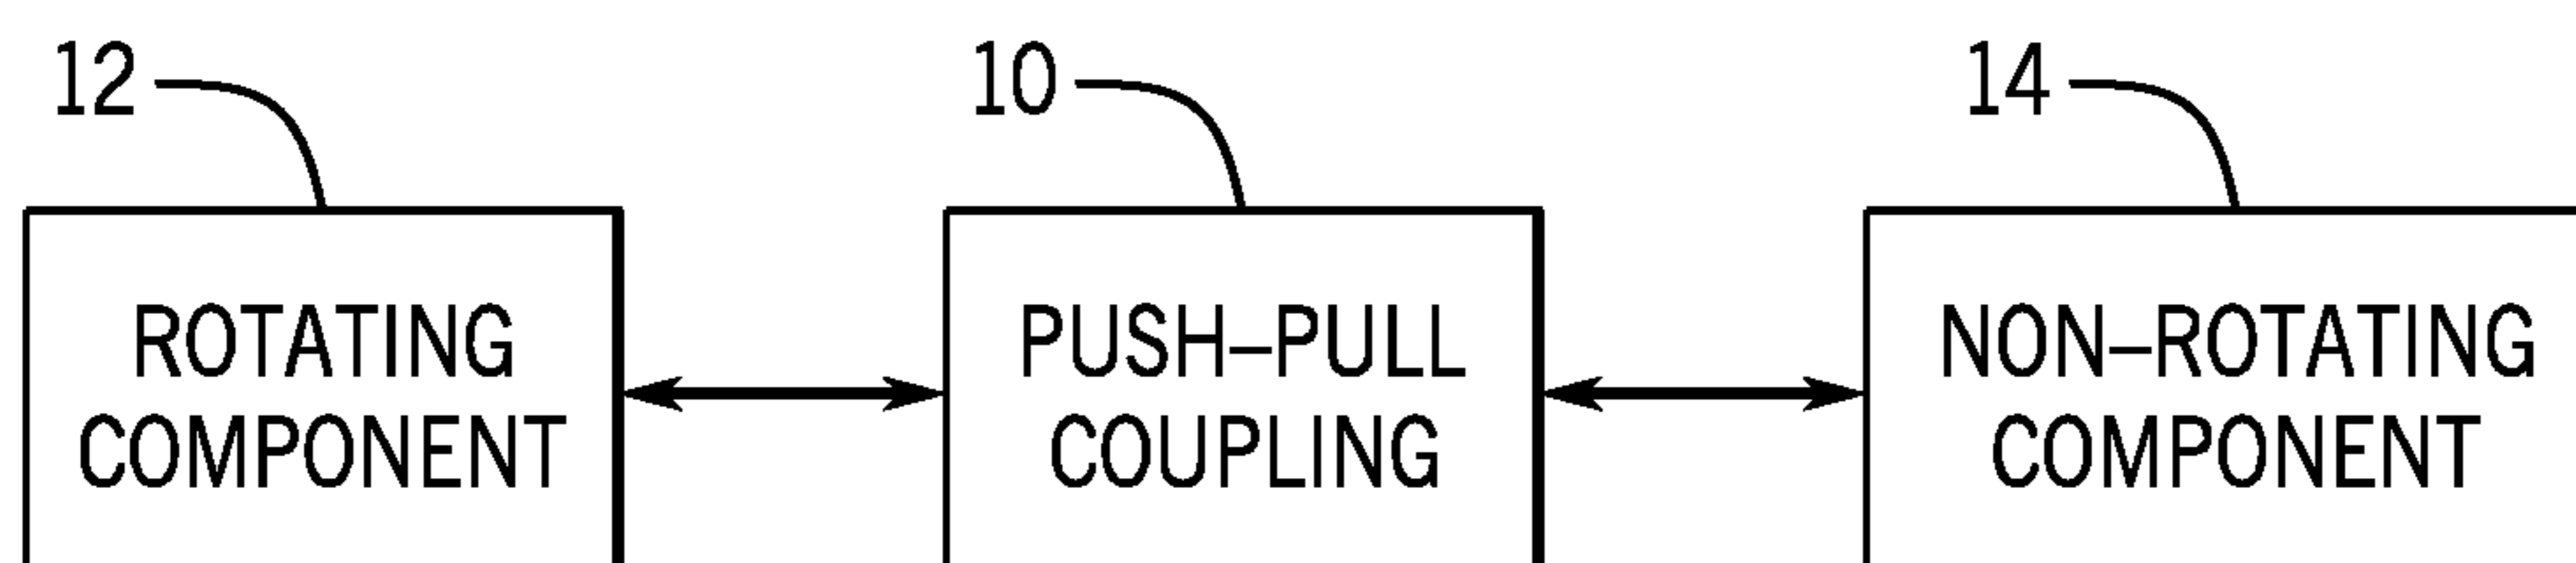 12
10
14
ROTATING
COMPONENT
PUSH–PULL
COUPLING
NON–ROTATING
COMPONENT